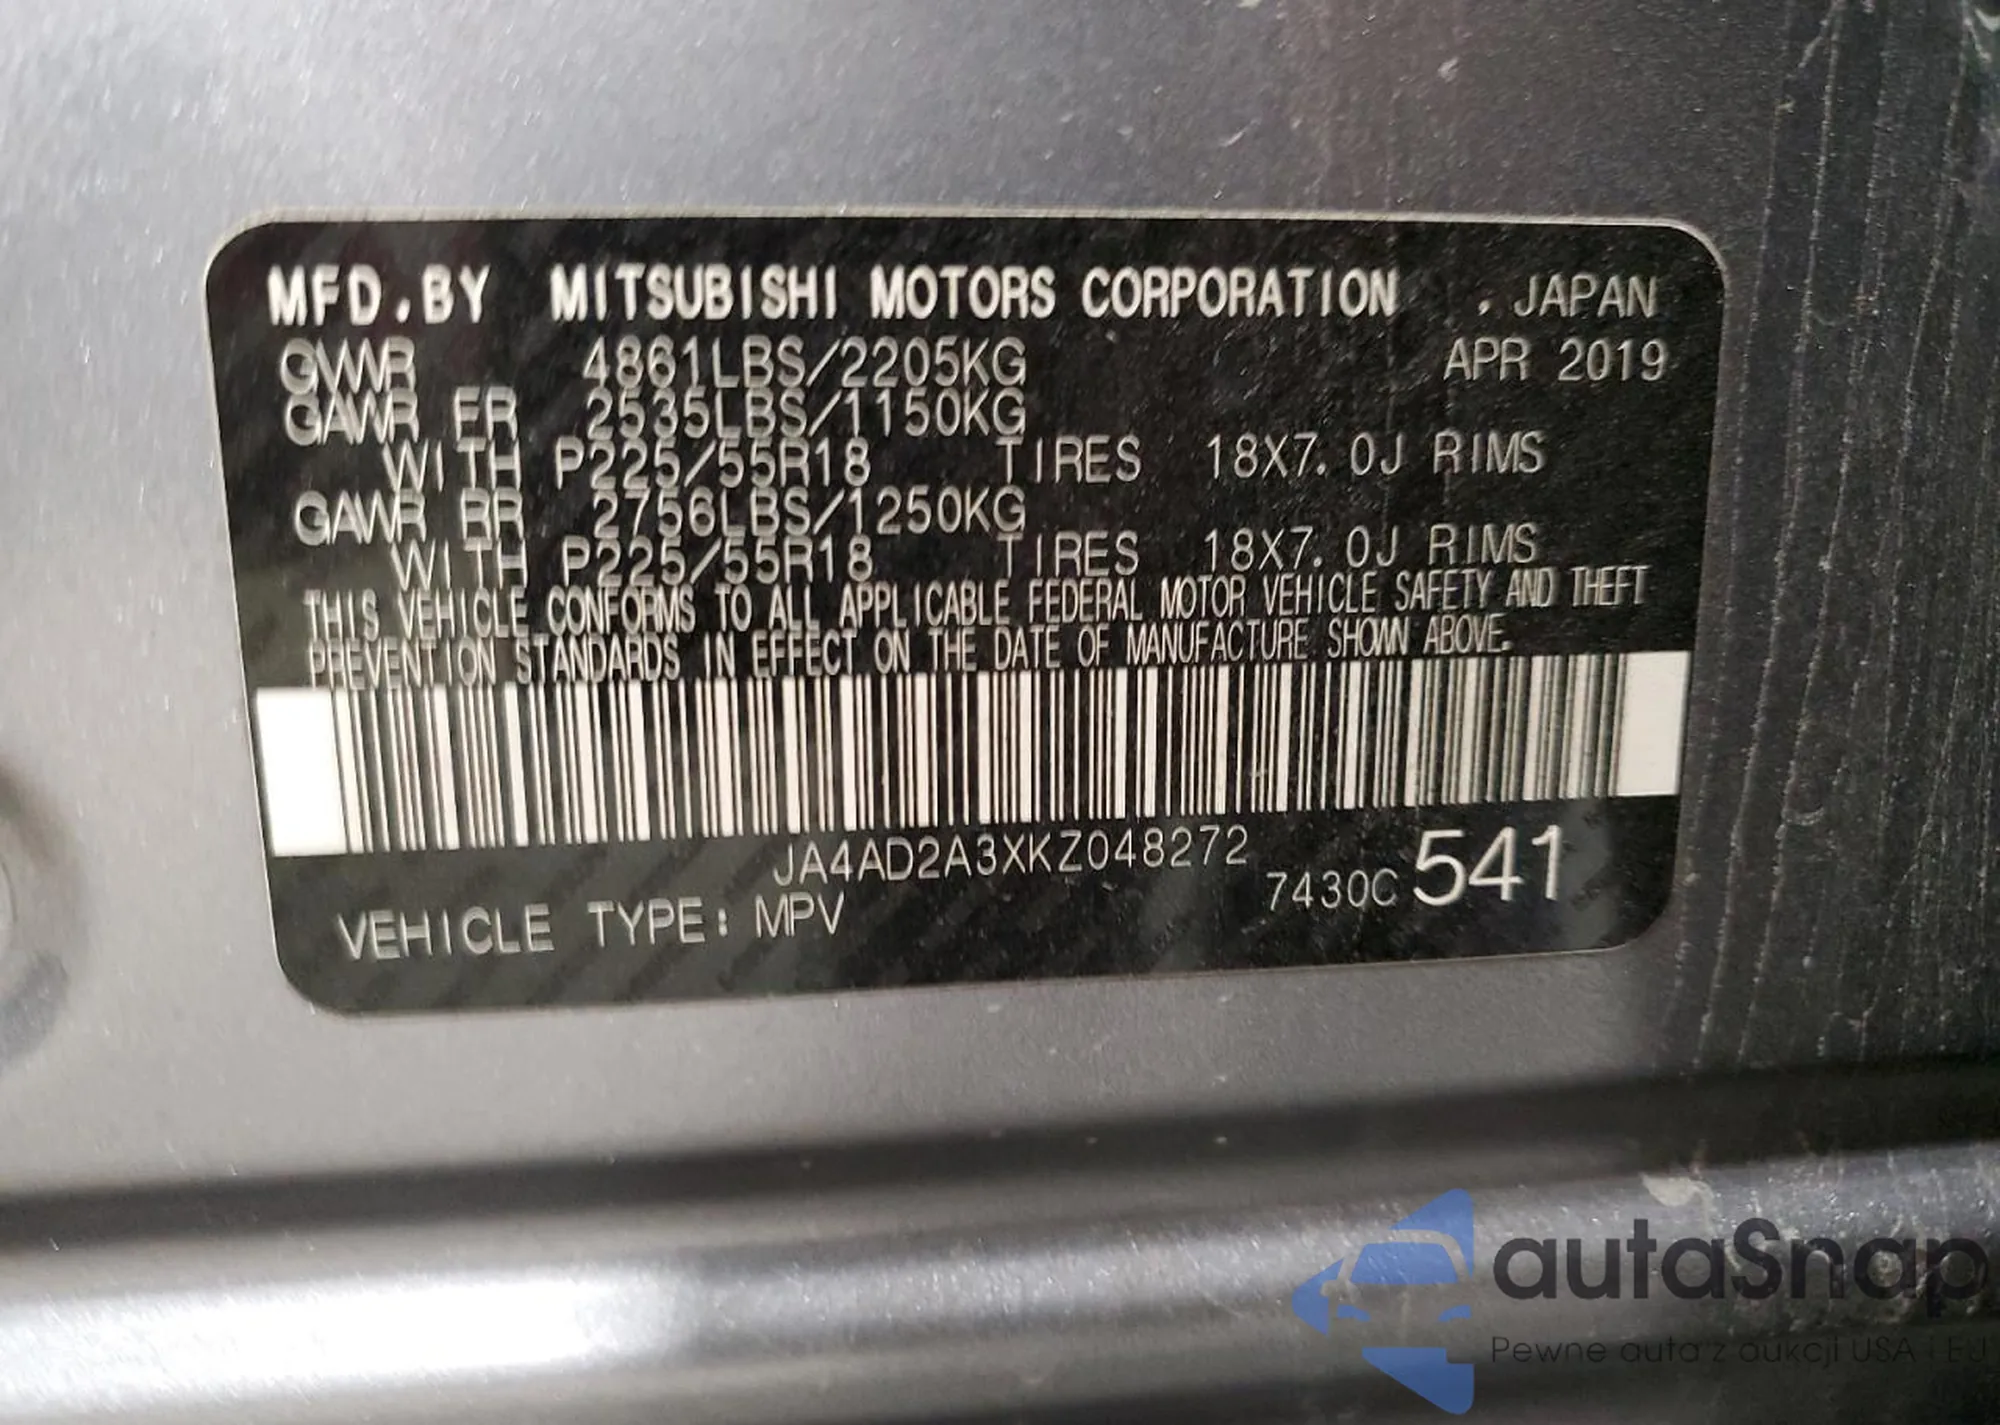 MFD.BY MITSUBISHI MOTORS CORPORATION , JAPAN
GVWR 4861LBS/2205KG APR 2019
GAWR FR 2535LBS/1150KG
WITH P225/55R18 TIRES 18X7.0J RIMS
GAWR RR 2756LBS/1250KG
WITH P225/55R18 TIRES 18X7.0J RIMS
THIS VEHICLE CONFORMS TO ALL APPLICABLE FEDERAL MOTOR VEHICLE SAFETY AND THEFT
PREVENTION STANDARDS IN EFFECT ON THE DATE OF MANUFACTURE SHOWN ABOVE.
JA4AD2A3XKZ048272
VEHICLE TYPE: MPV 7430C 541
autaSnap
Pewne auta z aukcji USA i EU